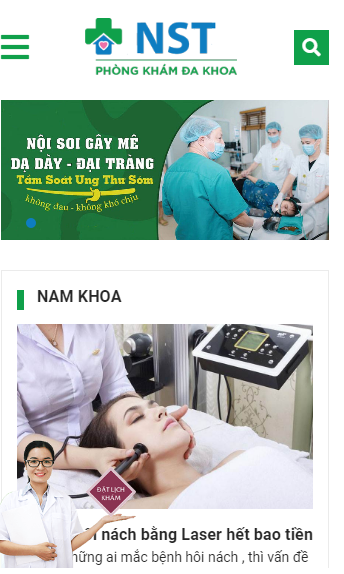 NST
PHÒNG KHÁM ĐA KHOA
NỘI SOI GÂY MÊ
DẠ DÀY - ĐẠI TRÀNG
Tầm Soát Ung Thư Sớm
không đau - không khó chịu
NAM KHOA
ĐẶT LỊCH
KHÁM
nách bằng Laser hết bao tiền
những ai mắc bệnh hôi nách , thì vấn đề